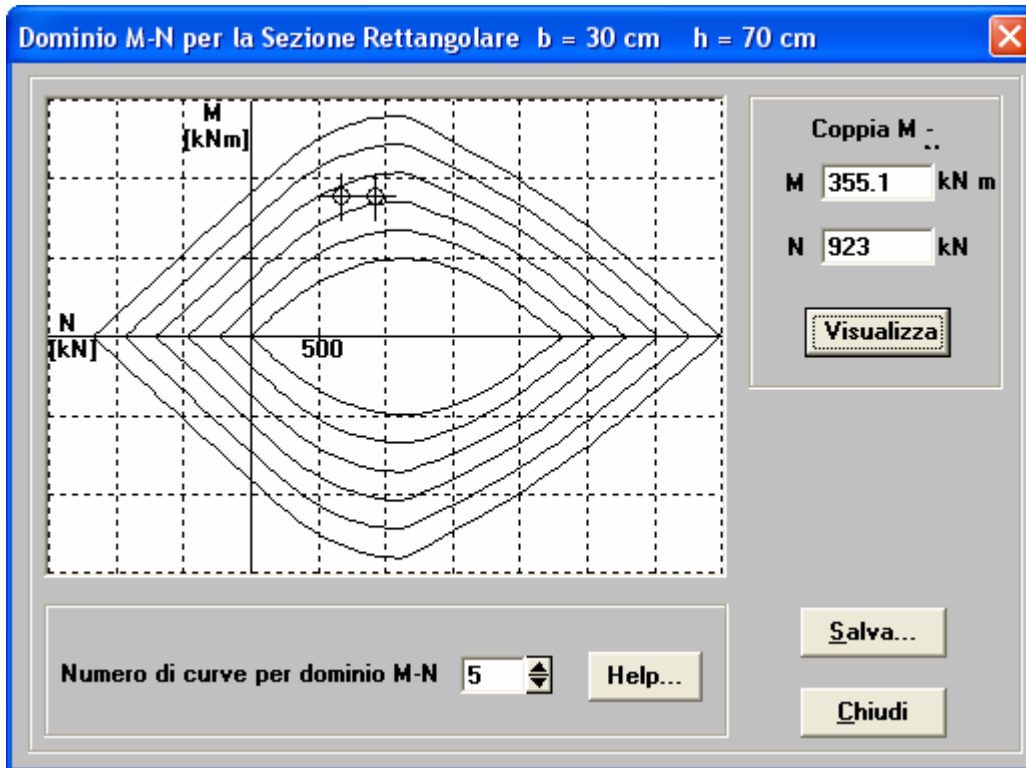 Dominio M-N per la Sezione Rettangolare b = 30 cm h = 70 cm
M
[kNm]
N
[kN]
500
Coppia M -
M 355.1 kN m
N 923 kN
Visualizza
Numero di curve per dominio M-N 5 Help...
Salva...
Chiudi